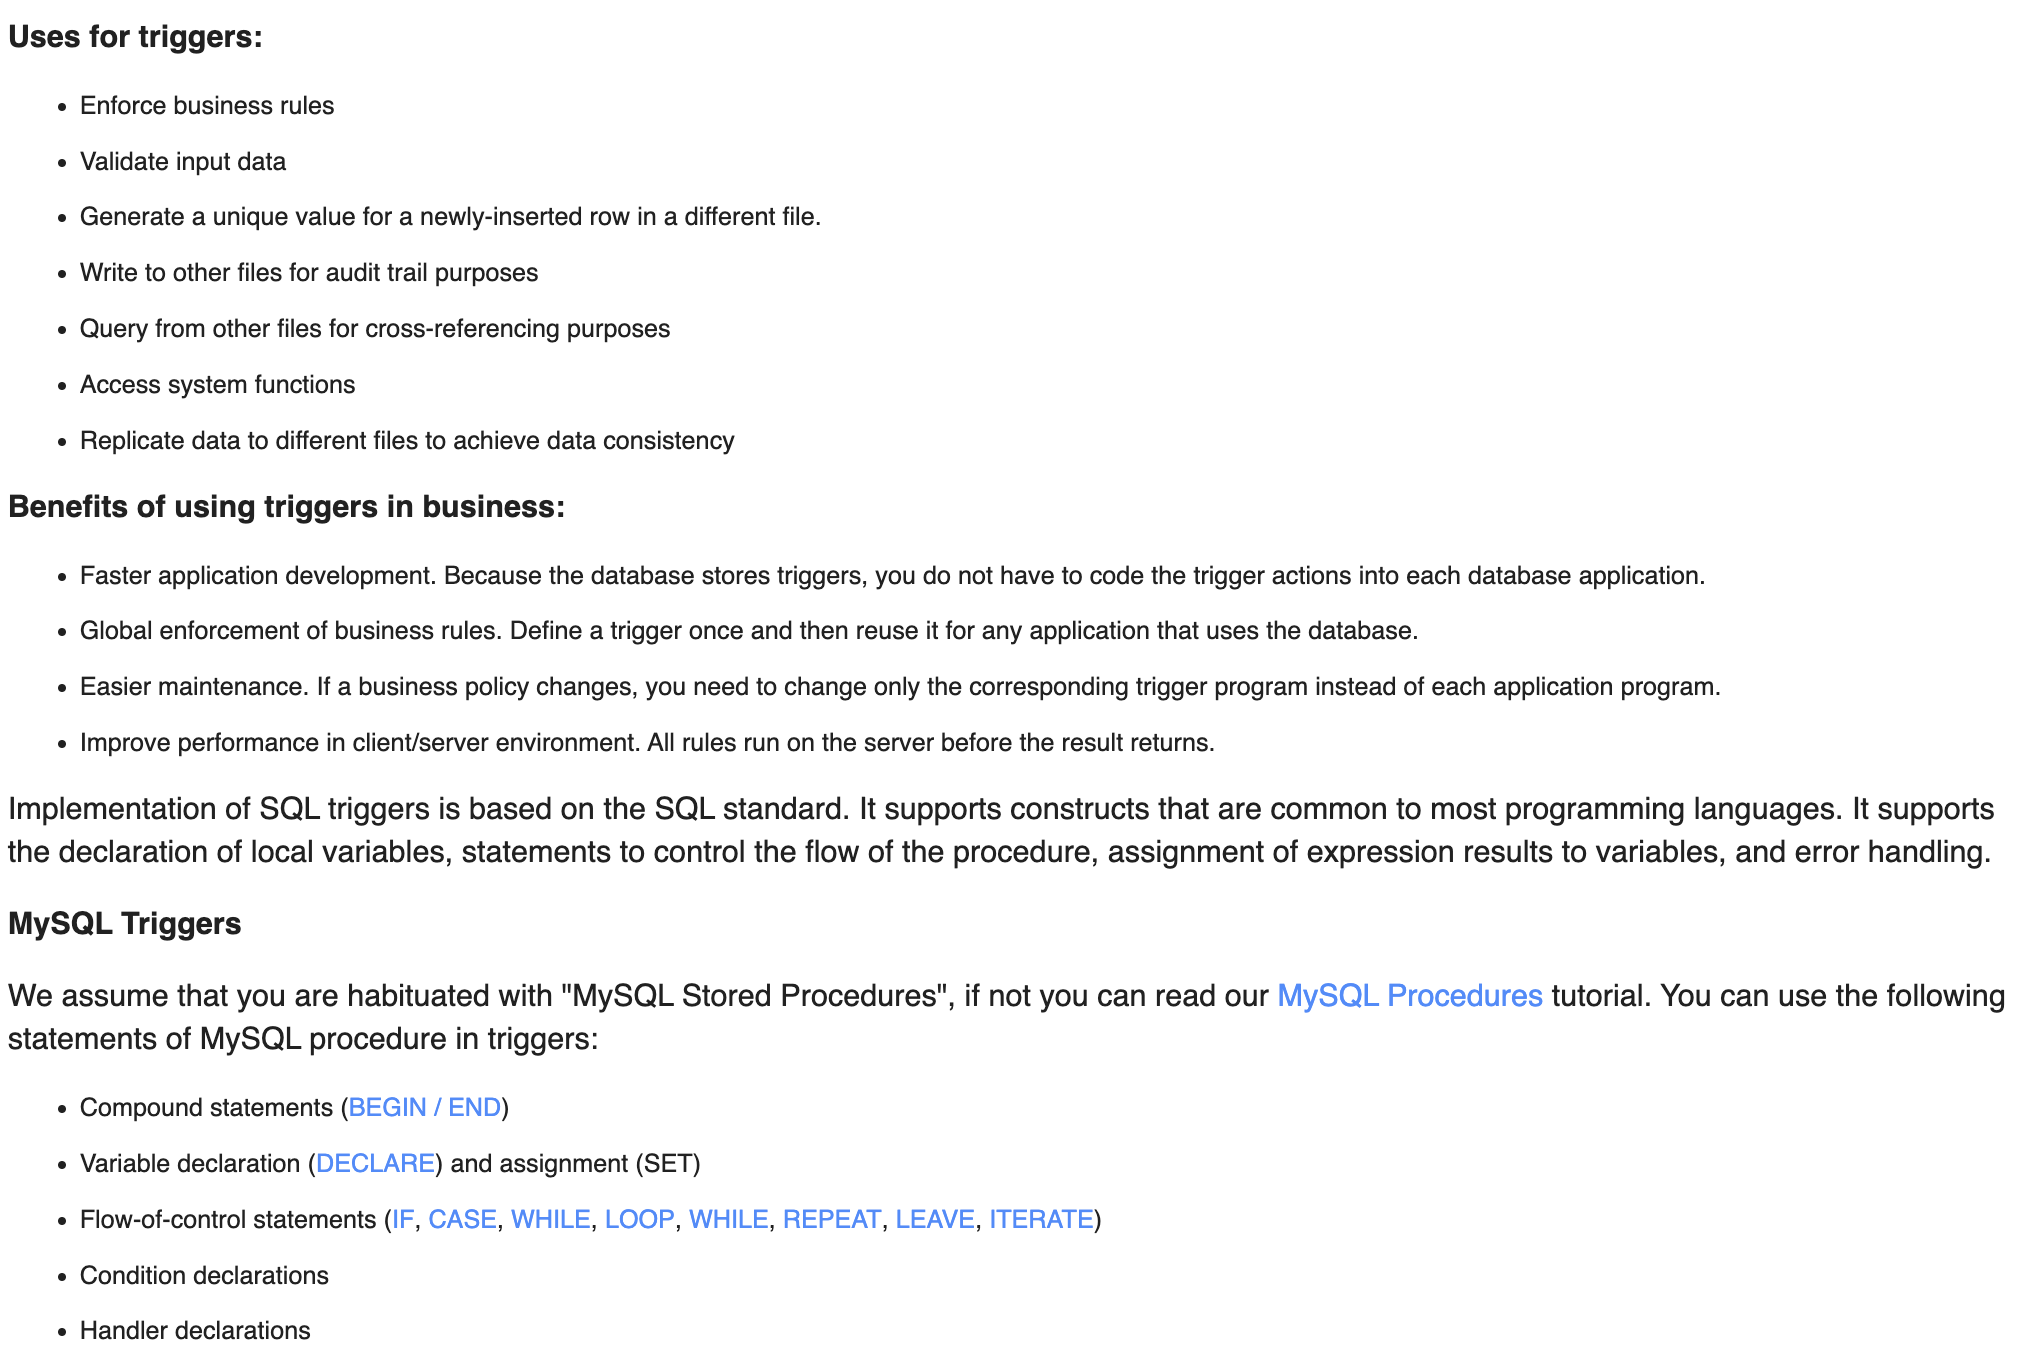 Uses for triggers:
• Enforce business rules
• Validate input data
• Generate a unique value for a newly-inserted row in a different file.
• Write to other files for audit trail purposes
• Query from other files for cross-referencing purposes
• Access system functions
• Replicate data to different files to achieve data consistency
Benefits of using triggers in business:
• Faster application development. Because the database stores triggers, you do not have to code the trigger actions into each database application.
• Global enforcement of business rules. Define a trigger once and then reuse it for any application that uses the database.
• Easier maintenance. If a business policy changes, you need to change only the corresponding trigger program instead of each application program.
• Improve performance in client/server environment. All rules run on the server before the result returns.
Implementation of SQL triggers is based on the SQL standard. It supports constructs that are common to most programming languages. It supports
the declaration of local variables, statements to control the flow of the procedure, assignment of expression results to variables, and error handling.
MySQL Triggers
We assume that you are habituated with "MySQL Stored Procedures", if not you can read our MySQL Procedures tutorial. You can use the following
statements of MySQL procedure in triggers:
• Compound statements (BEGIN / END)
• Variable declaration (DECLARE) and assignment (SET)
• Flow-of-control statements (IF, CASE, WHILE, LOOP, WHILE, REPEAT, LEAVE, ITERATE)
• Condition declarations
• Handler declarations